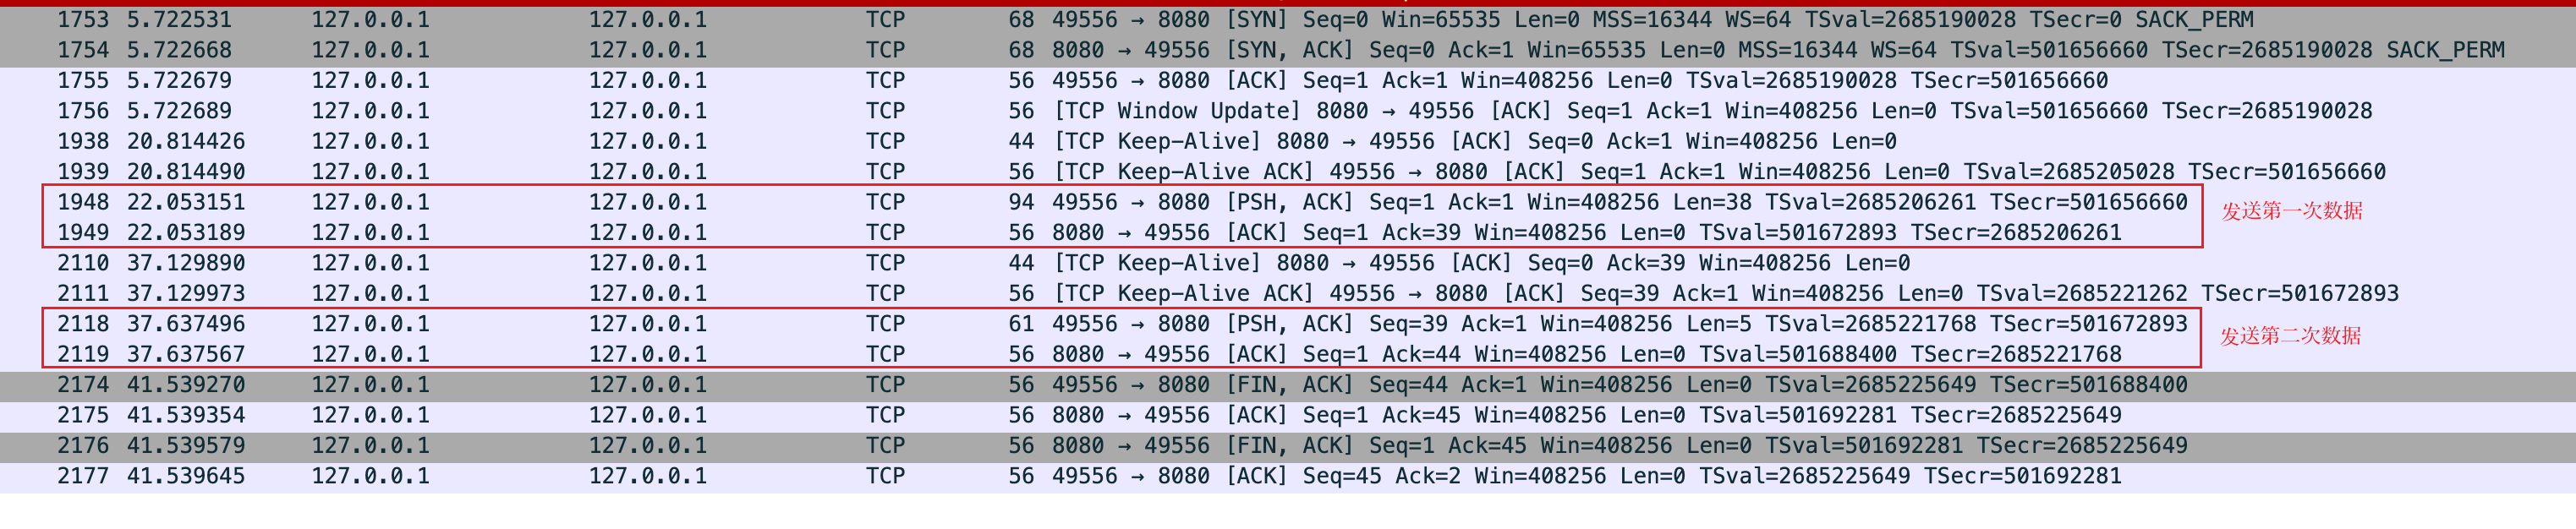 1753 5.722531 127.0.0.1 127.0.0.1 TCP 68 49556 → 8080 [SYN] Seq=0 Win=65535 Len=0 MSS=16344 WS=64 TSval=2685190028 TSecr=0 SACK_PERM
1754 5.722668 127.0.0.1 127.0.0.1 TCP 68 8080 → 49556 [SYN, ACK] Seq=0 Ack=1 Win=65535 Len=0 MSS=16344 WS=64 TSval=501656660 TSecr=2685190028 SACK_PERM
1755 5.722679 127.0.0.1 127.0.0.1 TCP 56 49556 → 8080 [ACK] Seq=1 Ack=1 Win=408256 Len=0 TSval=2685190028 TSecr=501656660
1756 5.722689 127.0.0.1 127.0.0.1 TCP 56 [TCP Window Update] 8080 → 49556 [ACK] Seq=1 Ack=1 Win=408256 Len=0 TSval=501656660 TSecr=2685190028
1938 20.814426 127.0.0.1 127.0.0.1 TCP 44 [TCP Keep-Alive] 8080 → 49556 [ACK] Seq=0 Ack=1 Win=408256 Len=0
1939 20.814490 127.0.0.1 127.0.0.1 TCP 56 [TCP Keep-Alive ACK] 49556 → 8080 [ACK] Seq=1 Ack=1 Win=408256 Len=0 TSval=2685205028 TSecr=501656660
1948 22.053151 127.0.0.1 127.0.0.1 TCP 94 49556 → 8080 [PSH, ACK] Seq=1 Ack=1 Win=408256 Len=38 TSval=2685206261 TSecr=501656660
发送第一次数据
1949 22.053189 127.0.0.1 127.0.0.1 TCP 56 8080 → 49556 [ACK] Seq=1 Ack=39 Win=408256 Len=0 TSval=501672893 TSecr=2685206261
2110 37.129890 127.0.0.1 127.0.0.1 TCP 44 [TCP Keep-Alive] 8080 → 49556 [ACK] Seq=0 Ack=39 Win=408256 Len=0
2111 37.129973 127.0.0.1 127.0.0.1 TCP 56 [TCP Keep-Alive ACK] 49556 → 8080 [ACK] Seq=39 Ack=1 Win=408256 Len=0 TSval=2685221262 TSecr=501672893
2118 37.637496 127.0.0.1 127.0.0.1 TCP 61 49556 → 8080 [PSH, ACK] Seq=39 Ack=1 Win=408256 Len=5 TSval=2685221768 TSecr=501672893
发送第二次数据
2119 37.637567 127.0.0.1 127.0.0.1 TCP 56 8080 → 49556 [ACK] Seq=1 Ack=44 Win=408256 Len=0 TSval=501688400 TSecr=2685221768
2174 41.539270 127.0.0.1 127.0.0.1 TCP 56 49556 → 8080 [FIN, ACK] Seq=44 Ack=1 Win=408256 Len=0 TSval=2685225649 TSecr=501688400
2175 41.539354 127.0.0.1 127.0.0.1 TCP 56 8080 → 49556 [ACK] Seq=1 Ack=45 Win=408256 Len=0 TSval=501692281 TSecr=2685225649
2176 41.539579 127.0.0.1 127.0.0.1 TCP 56 8080 → 49556 [FIN, ACK] Seq=1 Ack=45 Win=408256 Len=0 TSval=501692281 TSecr=2685225649
2177 41.539645 127.0.0.1 127.0.0.1 TCP 56 49556 → 8080 [ACK] Seq=45 Ack=2 Win=408256 Len=0 TSval=2685225649 TSecr=501692281